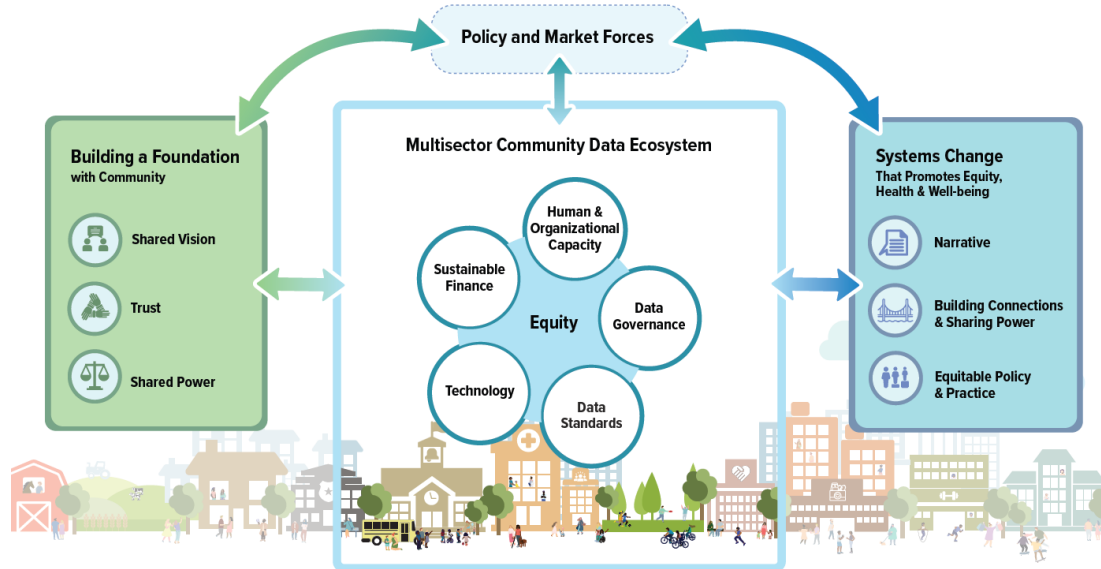 Policy and Market Forces
Building a Foundation
with Community
Shared Vision
Trust
Shared Power
Multisector Community Data Ecosystem
Human &
Organizational
Capacity
Sustainable
Finance
Equity
Data
Governance
Technology
Data
Standards
Systems Change
That Promotes Equity,
Health & Well-being
Narrative
Building Connections
& Sharing Power
Equitable Policy
& Practice